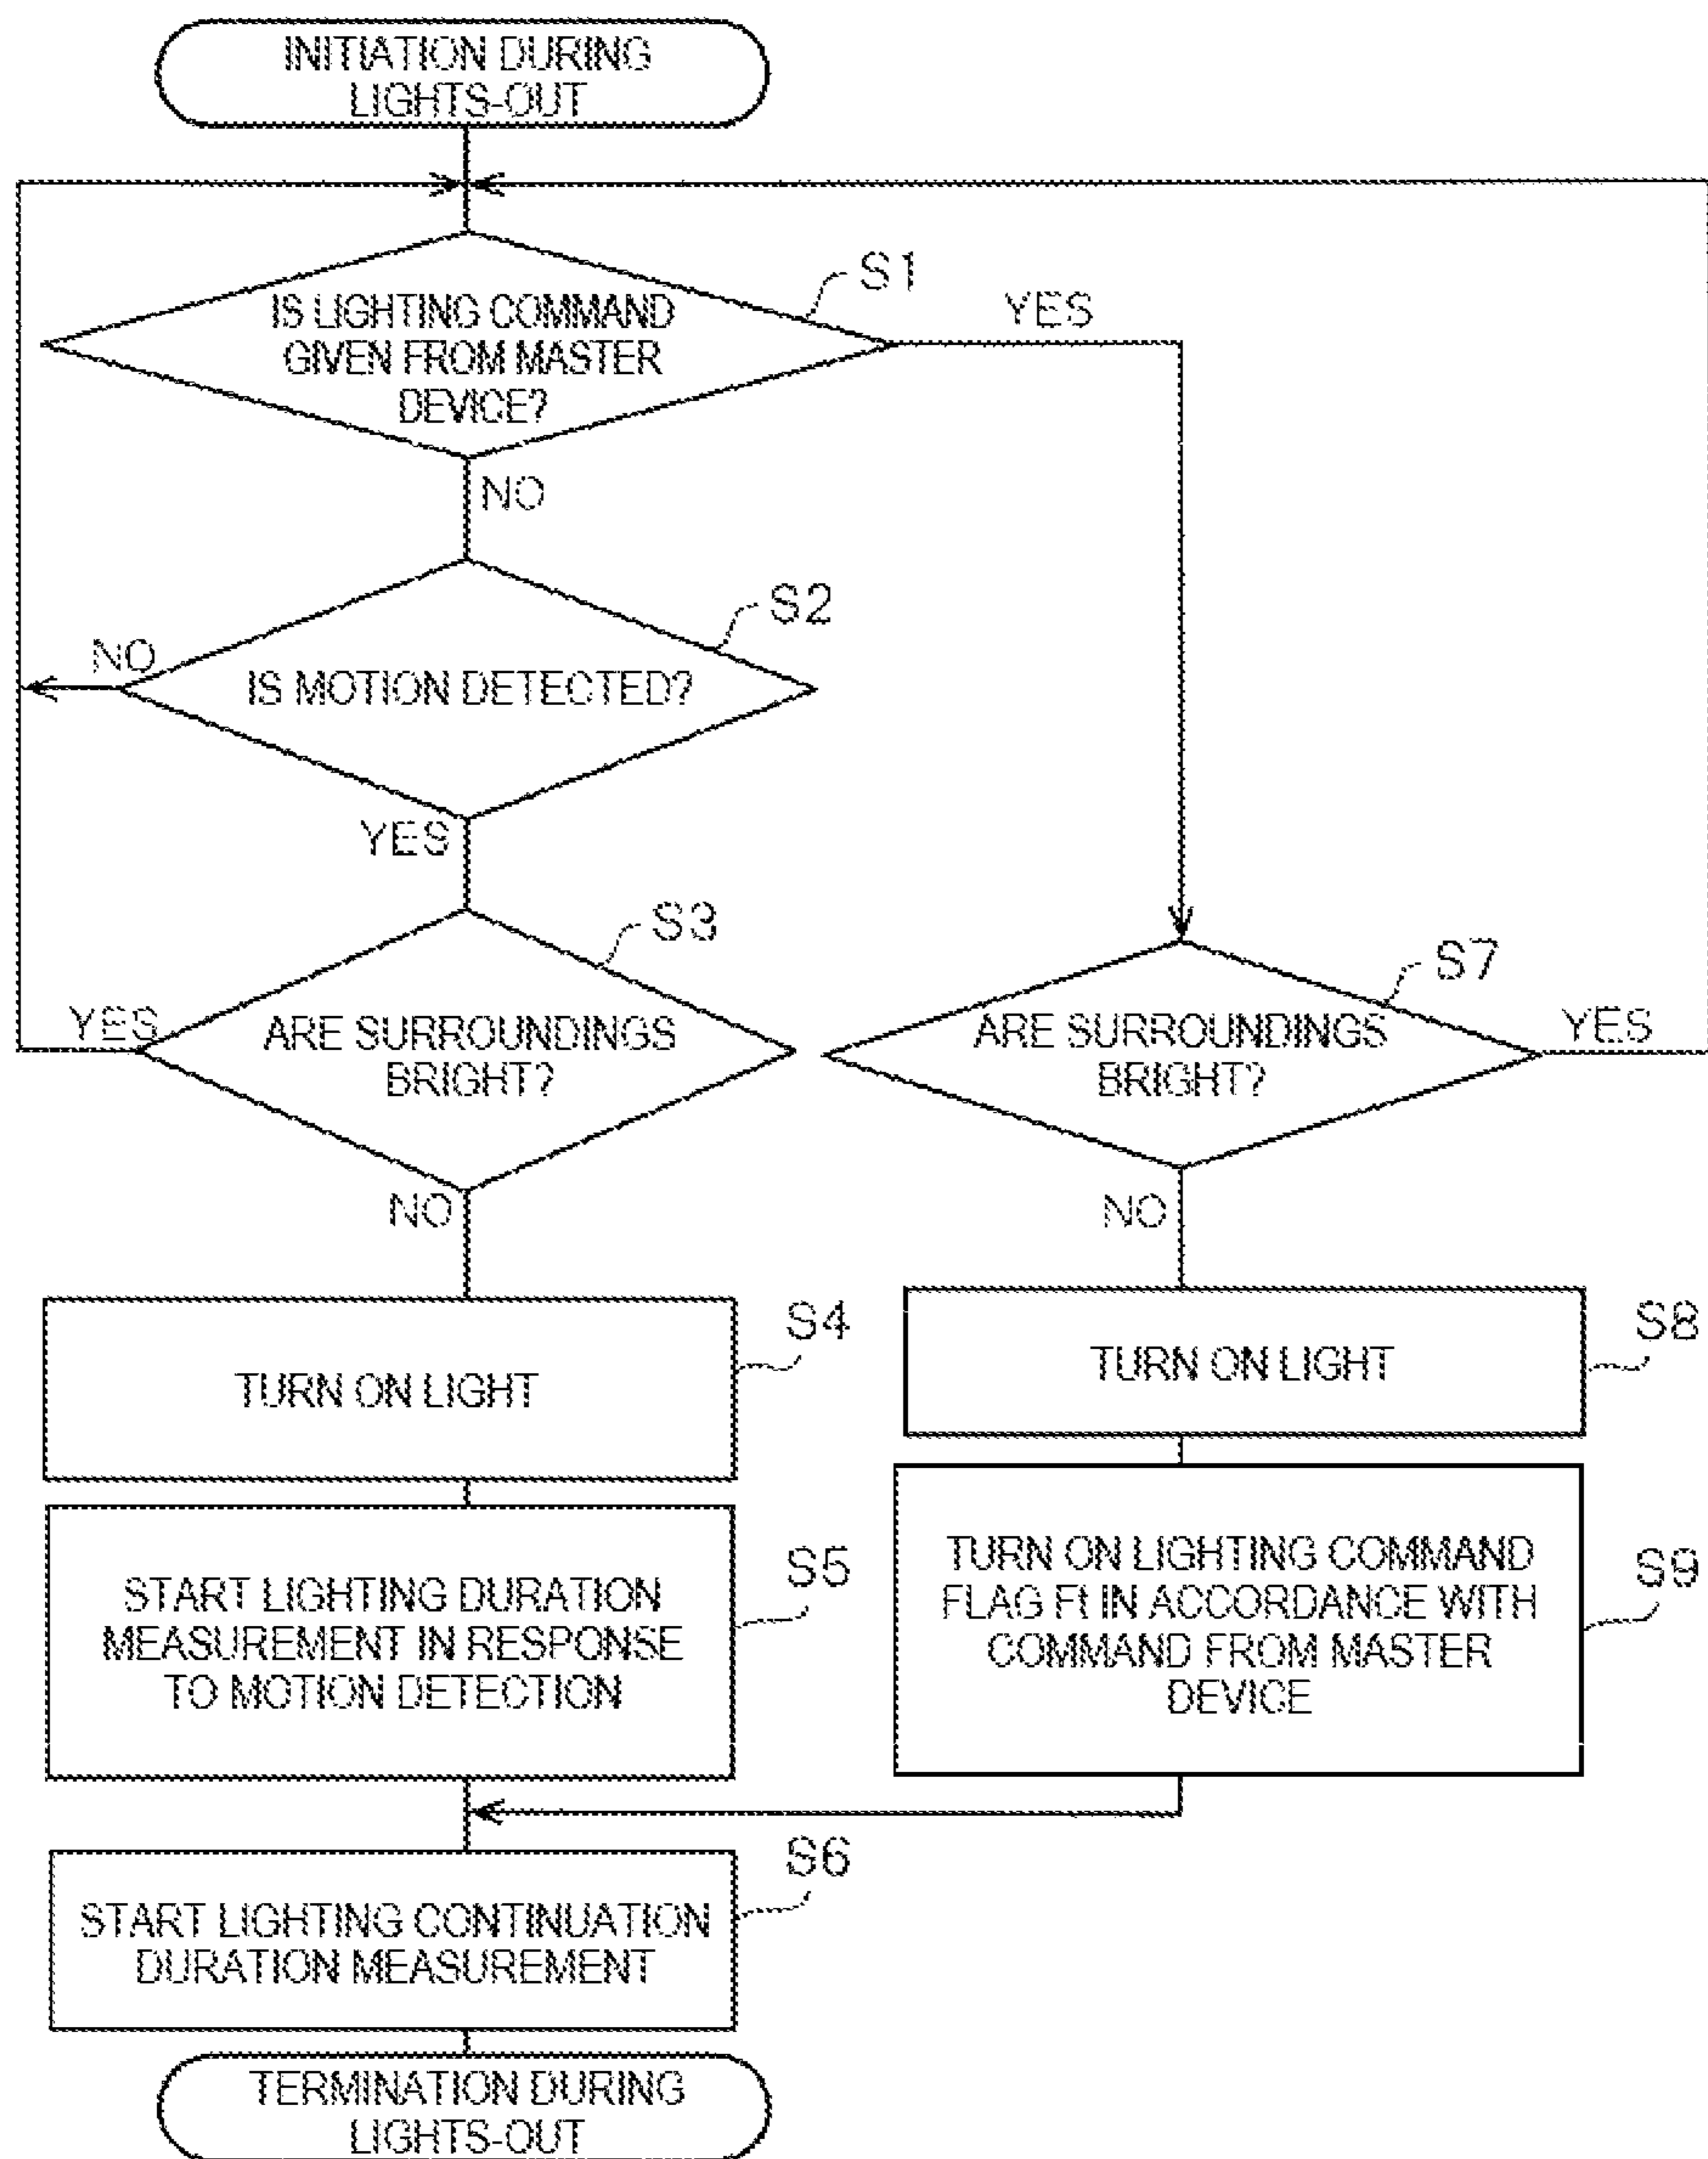 INITIATION DURING
LIGHTS-OUT
S1
IS LIGHTING COMMAND
GIVEN FROM MASTER
DEVICE?
YES
NO
S2
NO
IS MOTION DETECTED?
YES
S3
YES
ARE SURROUNDINGS
BRIGHT?
NO
S7
ARE SURROUNDINGS
BRIGHT?
YES
NO
S4
TURN ON LIGHT
S8
TURN ON LIGHT
S5
START LIGHTING DURATION
MEASUREMENT IN RESPONSE
TO MOTION DETECTION
S9
TURN ON LIGHTING COMMAND
FLAG Ft IN ACCORDANCE WITH
COMMAND FROM MASTER
DEVICE
S6
START LIGHTING CONTINUATION
DURATION MEASUREMENT
TERMINATION DURING
LIGHTS-OUT